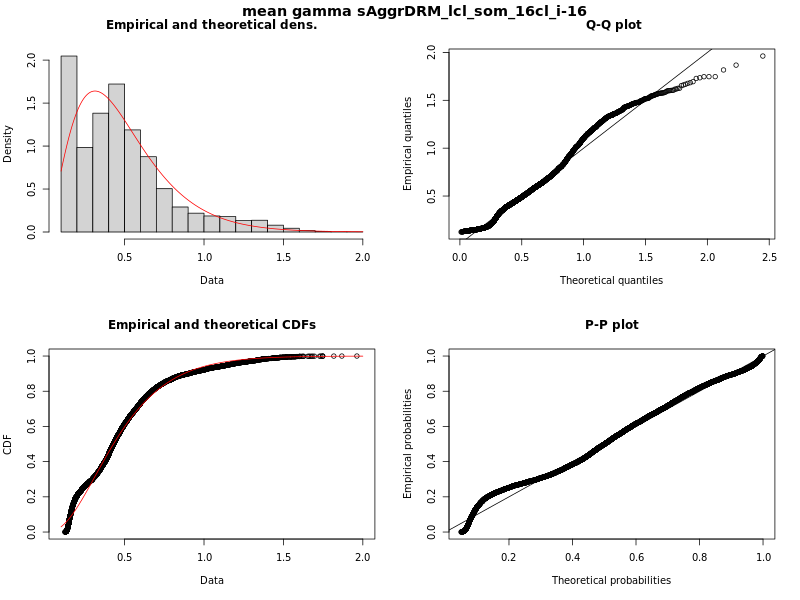 mean gamma sAggrDRM_lcl_som_16cl_i-16
Empirical and theoretical dens.
Density
0.0 0.5 1.0 1.5 2.0
0.5 1.0 1.5 2.0
Data
Q-Q plot
Empirical quantiles
0.5 1.0 1.5 2.0
0.0 0.5 1.0 1.5 2.0 2.5
Theoretical quantiles
Empirical and theoretical CDFs
CDF
0.0 0.2 0.4 0.6 0.8 1.0
0.5 1.0 1.5 2.0
Data
P-P plot
Empirical probabilities
0.0 0.2 0.4 0.6 0.8 1.0
0.2 0.4 0.6 0.8 1.0
Theoretical probabilities